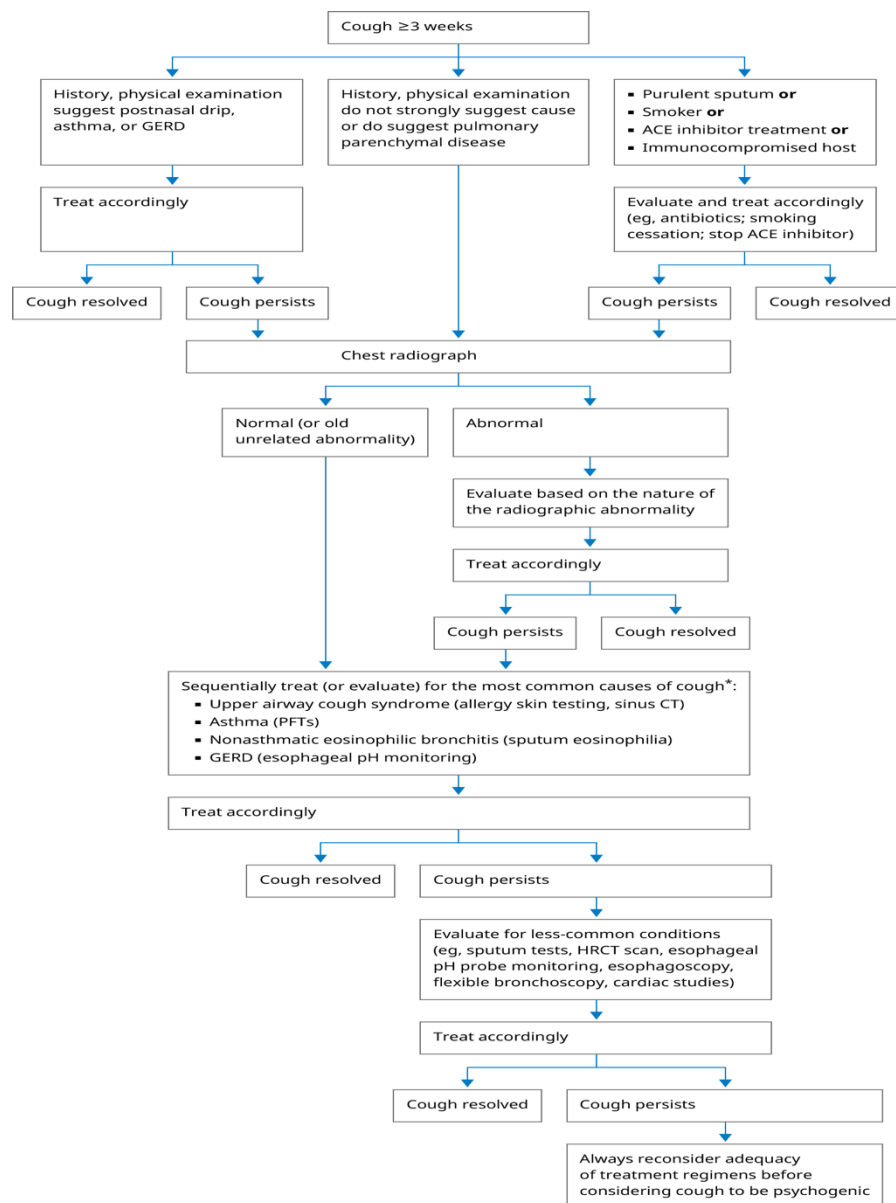 Cough ≥3 weeks
History, physical examination
suggest postnasal drip,
asthma, or GERD
History, physical examination
do not strongly suggest cause
or do suggest pulmonary
parenchymal disease
▪ Purulent sputum or
▪ Smoker or
▪ ACE inhibitor treatment or
▪ Immunocompromised host
Treat accordingly
Evaluate and treat accordingly
(eg, antibiotics; smoking
cessation; stop ACE inhibitor)
Cough resolved
Cough persists
Cough persists
Cough resolved
Chest radiograph
Normal (or old
unrelated abnormality)
Abnormal
Evaluate based on the nature of
the radiographic abnormality
Treat accordingly
Cough persists
Cough resolved
Sequentially treat (or evaluate) for the most common causes of cough*:
▪ Upper airway cough syndrome (allergy skin testing, sinus CT)
▪ Asthma (PFTs)
▪ Nonasthmatic eosinophilic bronchitis (sputum eosinophilia)
▪ GERD (esophageal pH monitoring)
Treat accordingly
Cough resolved
Cough persists
Evaluate for less-common conditions
(eg, sputum tests, HRCT scan, esophageal
pH probe monitoring, esophagoscopy,
flexible bronchoscopy, cardiac studies)
Treat accordingly
Cough resolved
Cough persists
Always reconsider adequacy
of treatment regimens before
considering cough to be psychogenic